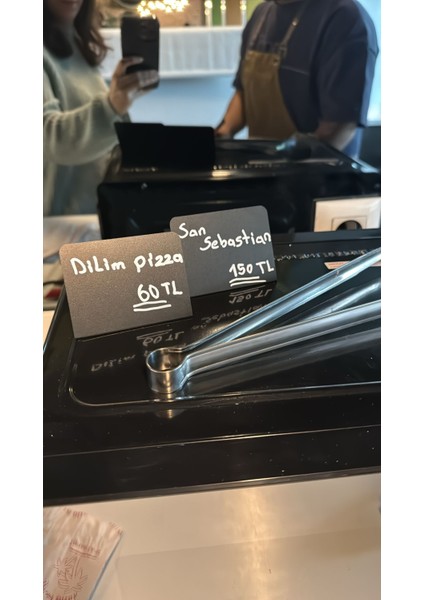 DiLim pizza
60 TL
San
Sebastian
150 TL